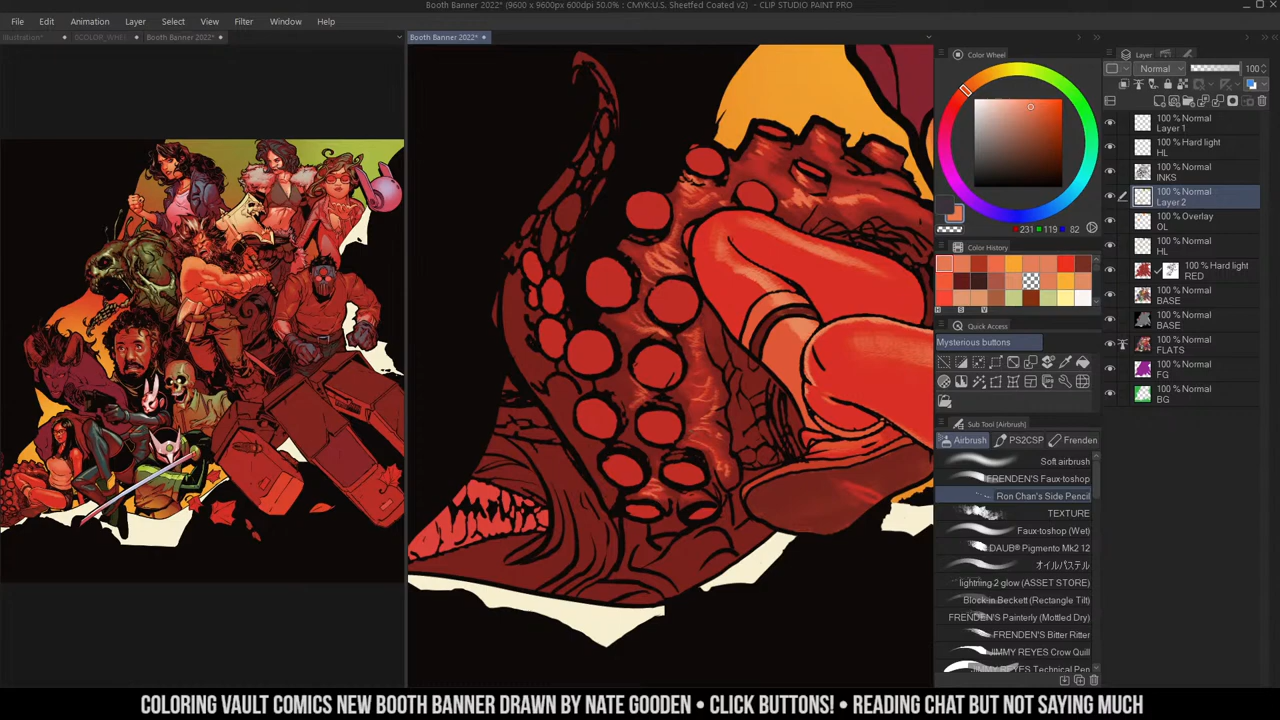 Booth Banner 2022* (9600 x 9600px 600dpi 50.0% : CMYK:U.S. Sheetfed Coated v2) - CLIP STUDIO PAINT PRO
File Edit Animation Layer Select View Filter Window Help
Illustration* 5COLOR_WHE Booth Banner 2022* Booth Banner 2022*
Color Wheel
231 119 82
Color History
H S V
Quick Access
Mysterious buttons
Sub Tool (Airbrush)
Airbrush PS2CSP Frenden
Soft airbrush
FRENDEN'S Faux-toshop
Ron Chan's Side Pencil
TEXTURE
Faux-toshop (Wet)
DAUB® Pigmento Mk2 12
オイルパステル
lightning 2 glow (ASSET STORE)
Block-in Beckett (Rectangle Tilt)
FRENDEN'S Painterly (Mottled Dry)
FRENDEN'S Bitter Ritter
JIMMY REYES Crow Quill
JIMMY REYES Technical Pen
Layer
Normal 100
100 % Normal
Layer 1
100 % Hard light
HL
100 % Normal
INKS
100 % Normal
Layer 2
100 % Overlay
OL
100 % Normal
HL
100 % Hard light
RED
100 % Normal
BASE
100 % Normal
BASE
100 % Normal
FLATS
100 % Normal
FG
100 % Normal
BG
COLORING VAULT COMICS NEW BOOTH BANNER DRAWN BY NATE GOODEN • CLICK BUTTONS! • READING CHAT BUT NOT SAYING MUCH